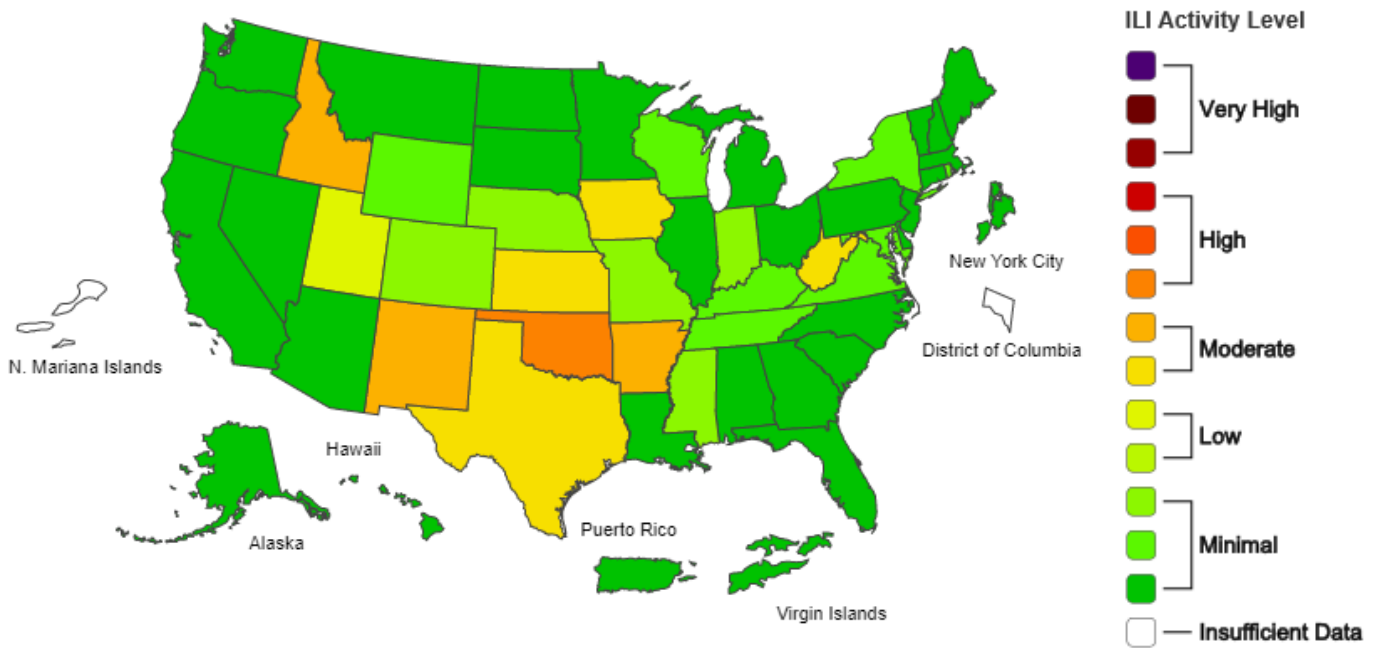 ILI Activity Level
Very High
High
Moderate
Low
Minimal
Insufficient Data
New York City
District of Columbia
N. Mariana Islands
Hawaii
Alaska
Puerto Rico
Virgin Islands